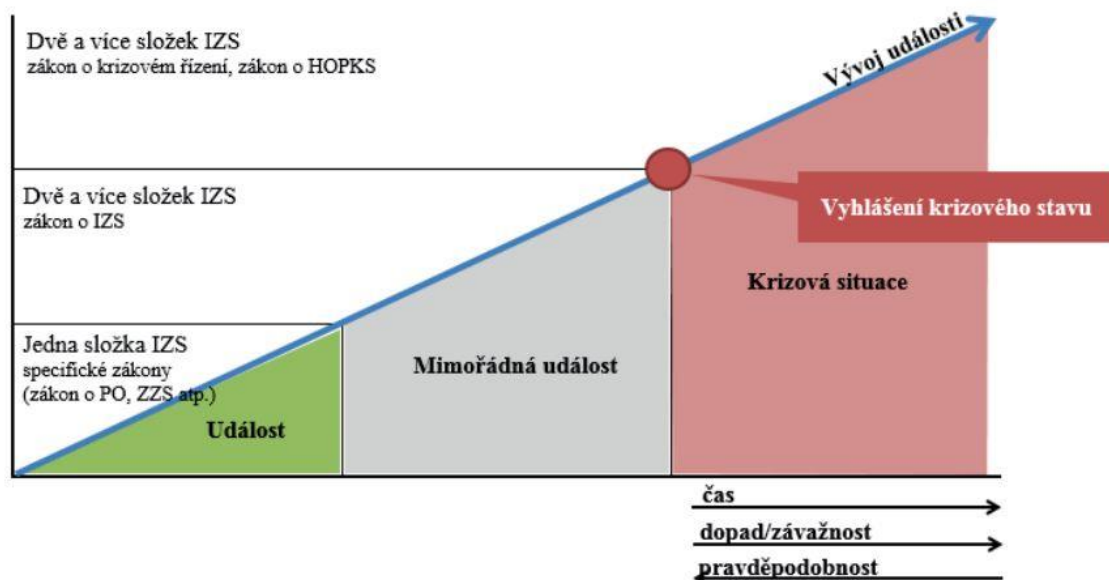 Dvě a více složek IZS
zákon o krizovém řízení, zákon o HOPKS
Vývoj události
Dvě a více složek IZS
zákon o IZS
Vyhlášení krizového stavu
Krizová situace
Jedna složka IZS
specifické zákony
(zákon o PO, ZZS atp.)
Mimořádná událost
Událost
čas
dopad/závažnost
pravděpodobnost